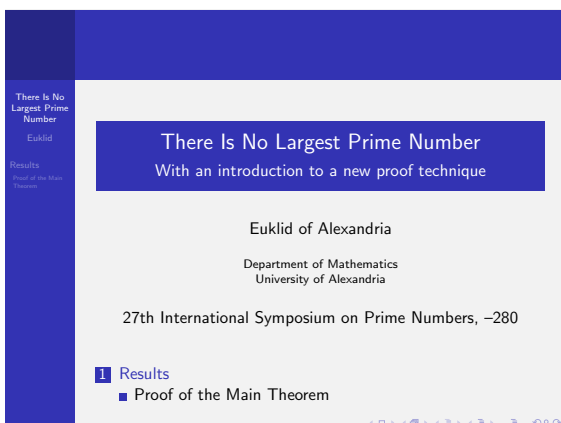 There Is No
Largest Prime
Number
Euklid
Results
Proof of the Main
Theorem
There Is No Largest Prime Number
With an introduction to a new proof technique
Euklid of Alexandria
Department of Mathematics
University of Alexandria
27th International Symposium on Prime Numbers, –280
1 Results
Proof of the Main Theorem